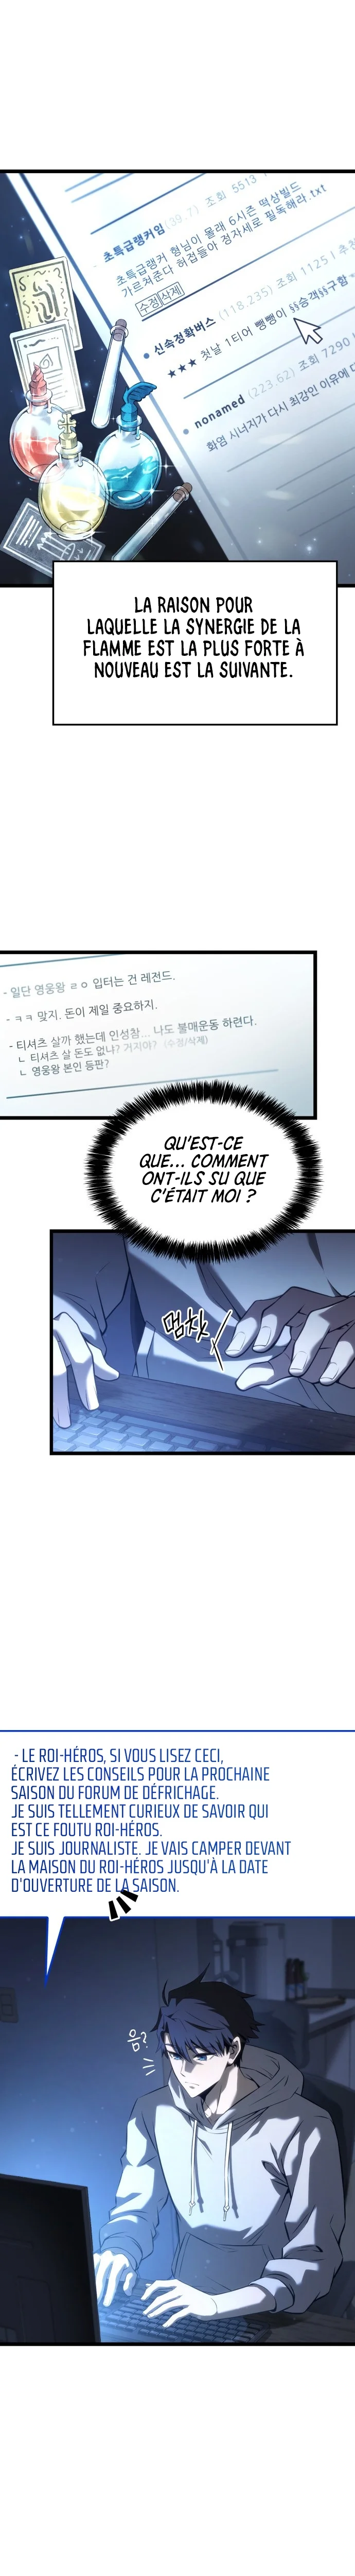 초특급랭커임(39.7) 조회 5513
초특급랭커 형님이 몰래 6시즌 떡상빌드
가르쳐준다 허접들아 정자세로 필독해라.txt
수정 삭제
• 신속정확버스 (118.235) 조회 1125 | 추천
★★★ 첫날 1티어 뺑뺑이 §§승객§§구함
• nonamed (223.62) 조회 7290
화염 시너지가 다시 최강인 이유에
LA RAISON POUR
LAQUELLE LA SYNERGIE DE LA
FLAMME EST LA PLUS FORTE À
NOUVEAU EST LA SUIVANTE.
- 일단 영웅왕 ㄹㅇ 입터는 건 레전드.
- ㅋㅋ 맞지. 돈이 제일 중요하지.
- 티셔츠 살까 했는데 인성참... 나도 불매운동 하련다.
ㄴ 티셔츠 살 돈도 없냐? 거지야? (수정/삭제)
ㄴ 영웅왕 본인 등판?
QU'EST-CE
QUE... COMMENT
ONT-ILS SU QUE
C'ÉTAIT MOI ?
멈칫
- LE ROI-HÉROS, SI VOUS LISEZ CECI,
ÉCRIVEZ LES CONSEILS POUR LA PROCHAINE
SAISON DU FORUM DE DÉFRICHAGE.
JE SUIS TELLEMENT CURIEUX DE SAVOIR QUI
EST CE FOUTU ROI-HÉROS.
JE SUIS JOURNALISTE. JE VAIS CAMPER DEVANT
LA MAISON DU ROI-HÉROS JUSQU'À LA DATE
D'OUVERTURE DE LA SAISON.
음?